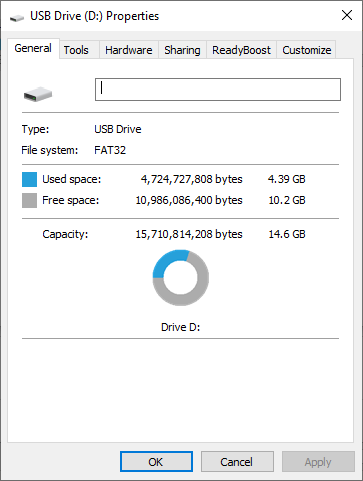 USB Drive (D:) Properties
General Tools Hardware Sharing ReadyBoost Customize
Type: USB Drive
File system: FAT32
Used space: 4,724,727,808 bytes 4.39 GB
Free space: 10,986,086,400 bytes 10.2 GB
Capacity: 15,710,814,208 bytes 14.6 GB
Drive D:
OK Cancel Apply